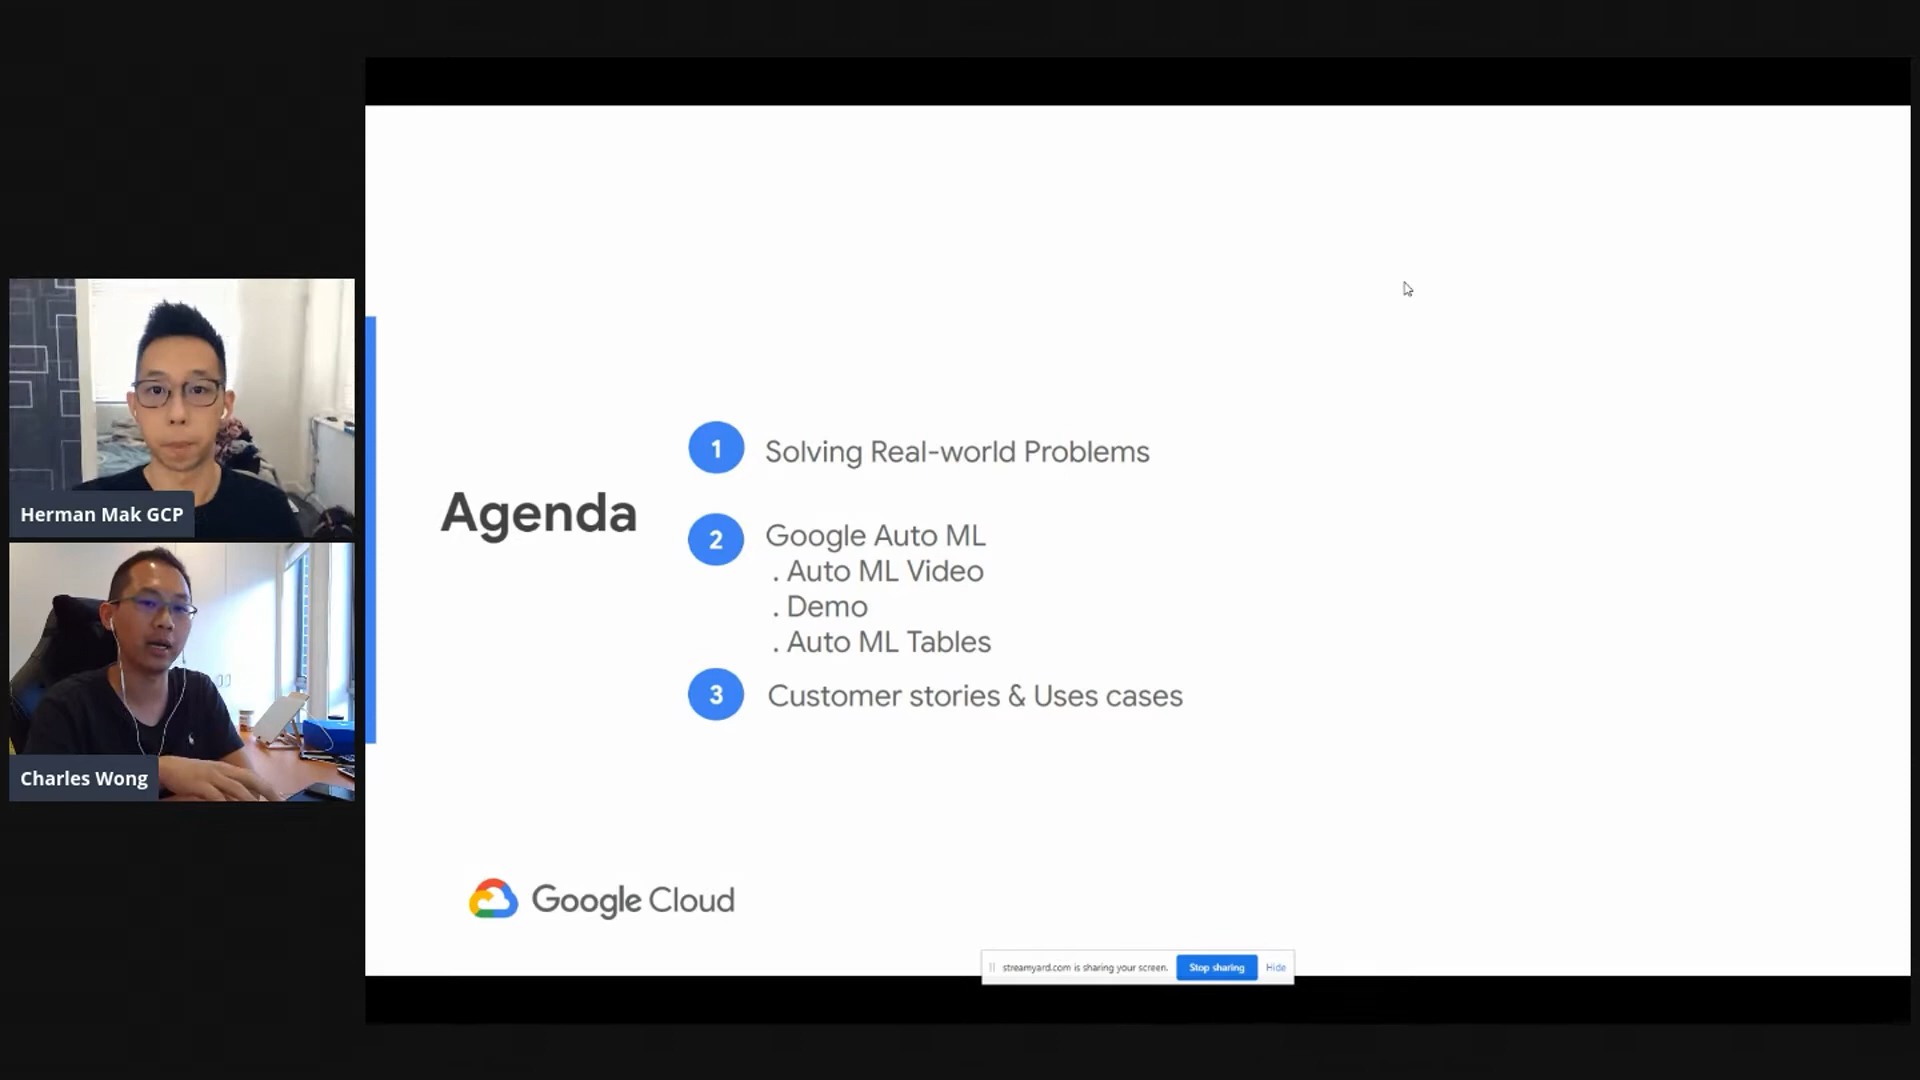 Herman Mak GCP
Charles Wong
Agenda
1 Solving Real-world Problems
2 Google Auto ML
. Auto ML Video
. Demo
. Auto ML Tables
3 Customer stories & Uses cases
Google Cloud
streamyard.com is sharing your screen. Stop sharing Hide